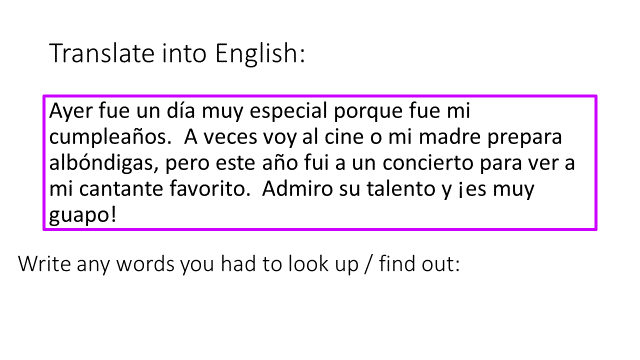 Translate into English:
Ayer fue un día muy especial porque fue mi
cumpleaños.  A veces voy al cine o mi madre prepara
albóndigas, pero este año fui a un concierto para ver a
mi cantante favorito.  Admiro su talento y ¡es muy
guapo!
Write any words you had to look up / find out: